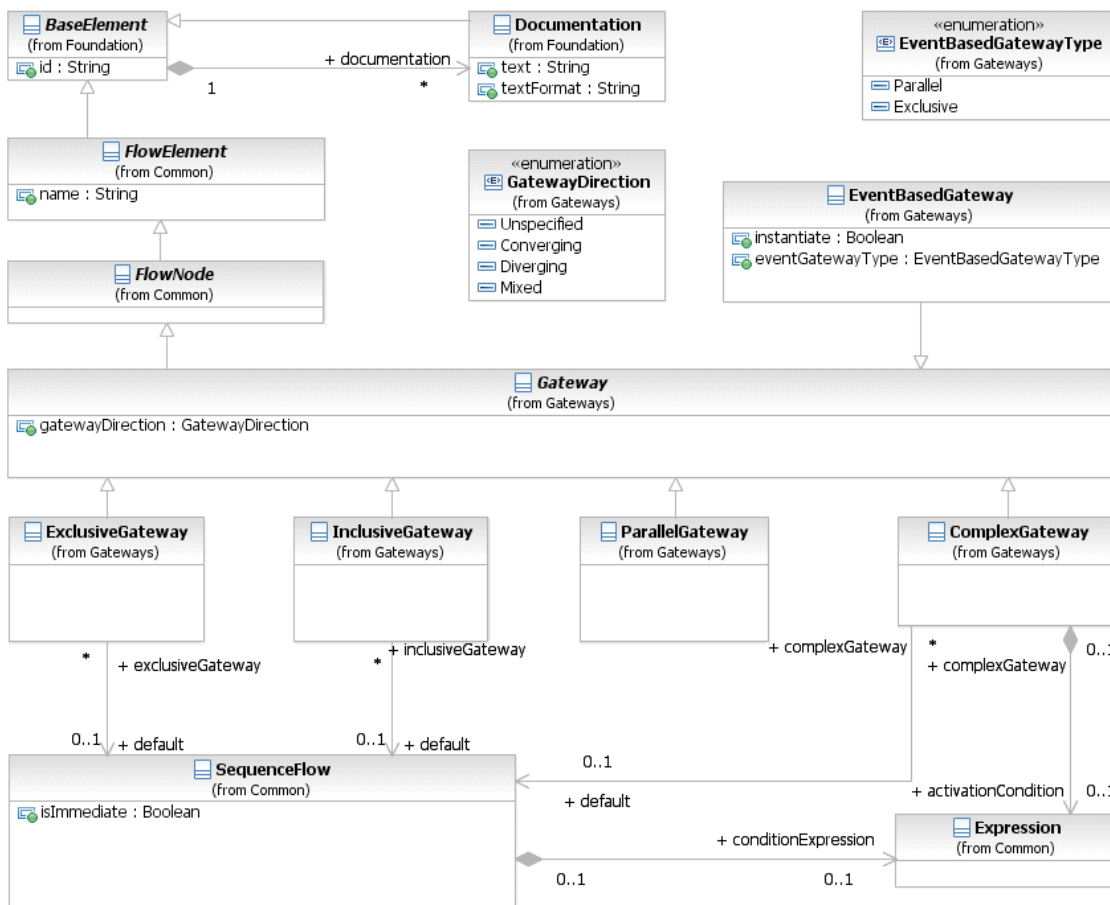 BaseElement
(from Foundation)
id : String
1
+ documentation
*
Documentation
(from Foundation)
text : String
textFormat : String
«enumeration»
EventBasedGatewayType
(from Gateways)
Parallel
Exclusive
FlowElement
(from Common)
name : String
«enumeration»
GatewayDirection
(from Gateways)
Unspecified
Converging
Diverging
Mixed
EventBasedGateway
(from Gateways)
instantiate : Boolean
eventGatewayType : EventBasedGatewayType
FlowNode
(from Common)
Gateway
(from Gateways)
gatewayDirection : GatewayDirection
ExclusiveGateway
(from Gateways)
InclusiveGateway
(from Gateways)
ParallelGateway
(from Gateways)
ComplexGateway
(from Gateways)
*
+ exclusiveGateway
0..1
+ default
+ inclusiveGateway
*
0..1
+ default
+ complexGateway
*
+ complexGateway
0..1
0..1
+ default
+ activationCondition
0..1
SequenceFlow
(from Common)
isImmediate : Boolean
+ conditionExpression
0..1
0..1
Expression
(from Common)